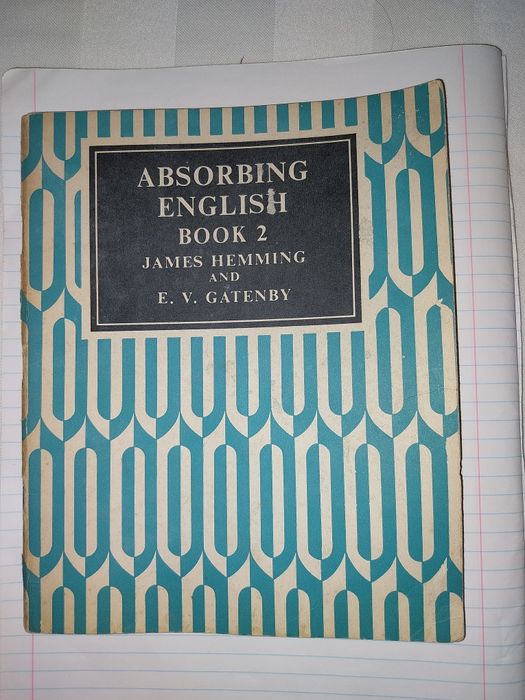 ABSORBING
ENGLISH
BOOK 2
JAMES HEMMING
AND
E. V. GATENBY